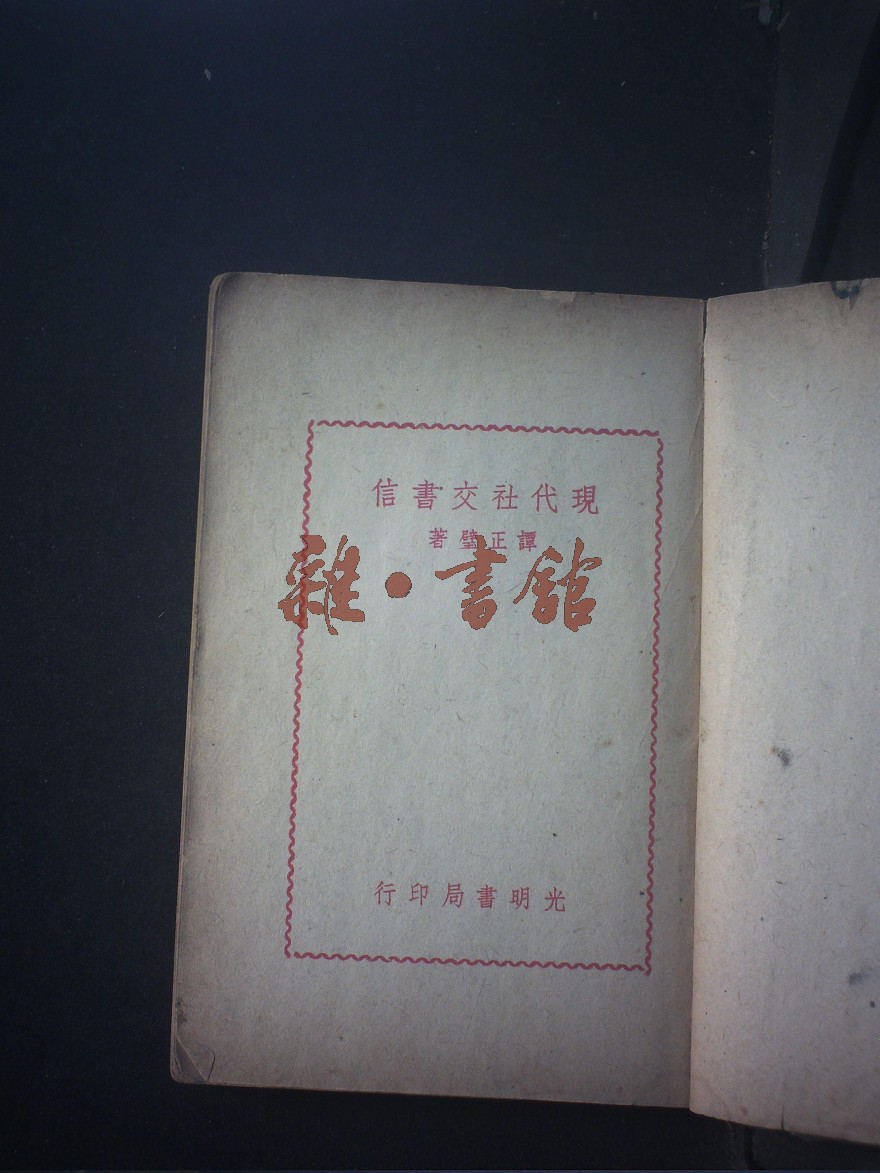 現代社交書信
譚正璧著
雜·書館
光明書局印行